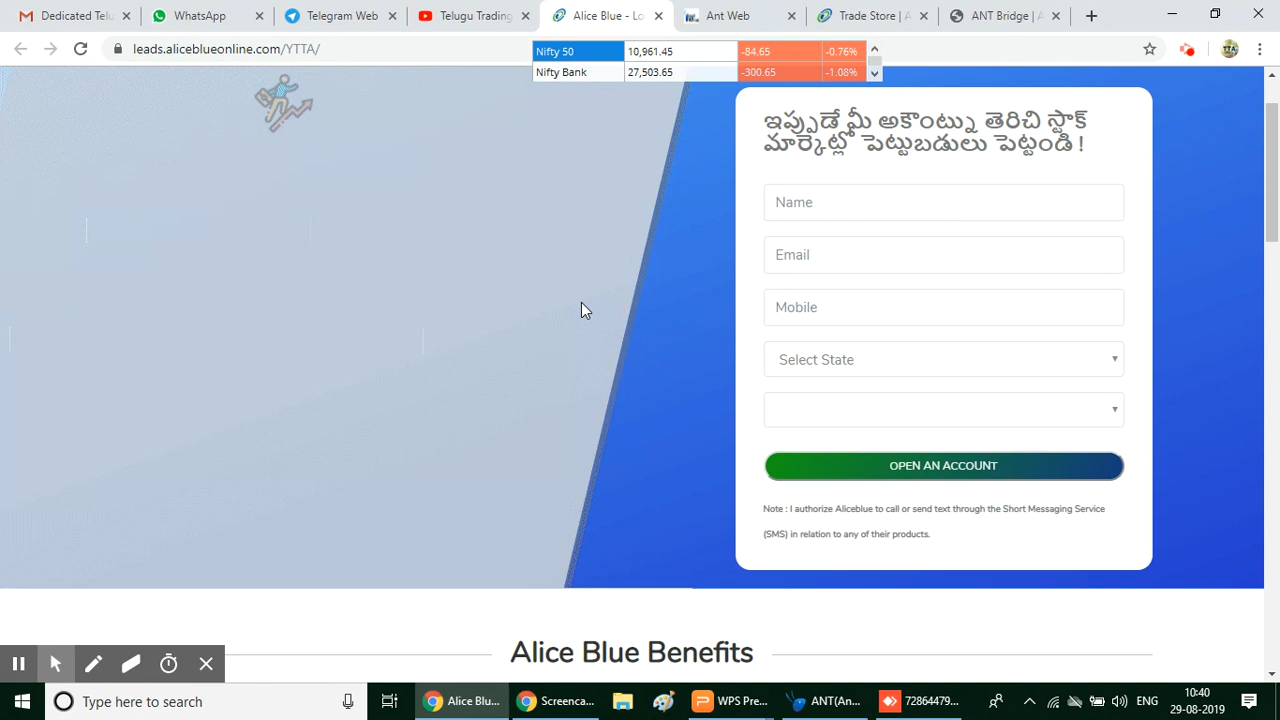 Dedicated Telu
WhatsApp
Telegram Web
Telugu Trading
Alice Blue - Lo
Ant Web
Trade Store | A
ANT Bridge | A
leads.aliceblueonline.com/YTTA/
Nifty 50 10,961.45 -84.65 -0.76%
Nifty Bank 27,503.65 -300.65 -1.08%
ఇప్పుడే మీ అకౌంట్ను తెరిచి స్టాక్
మార్కెట్లో పెట్టుబడులు పెట్టండి !
Name
Email
Mobile
Select State
OPEN AN ACCOUNT
Note : I authorize Aliceblue to call or send text through the Short Messaging Service
(SMS) in relation to any of their products.
Alice Blue Benefits
Type here to search
Alice Blu...
Screenca...
WPS Pre...
ANT(An...
72864479...
ENG
10:40
29-08-2019